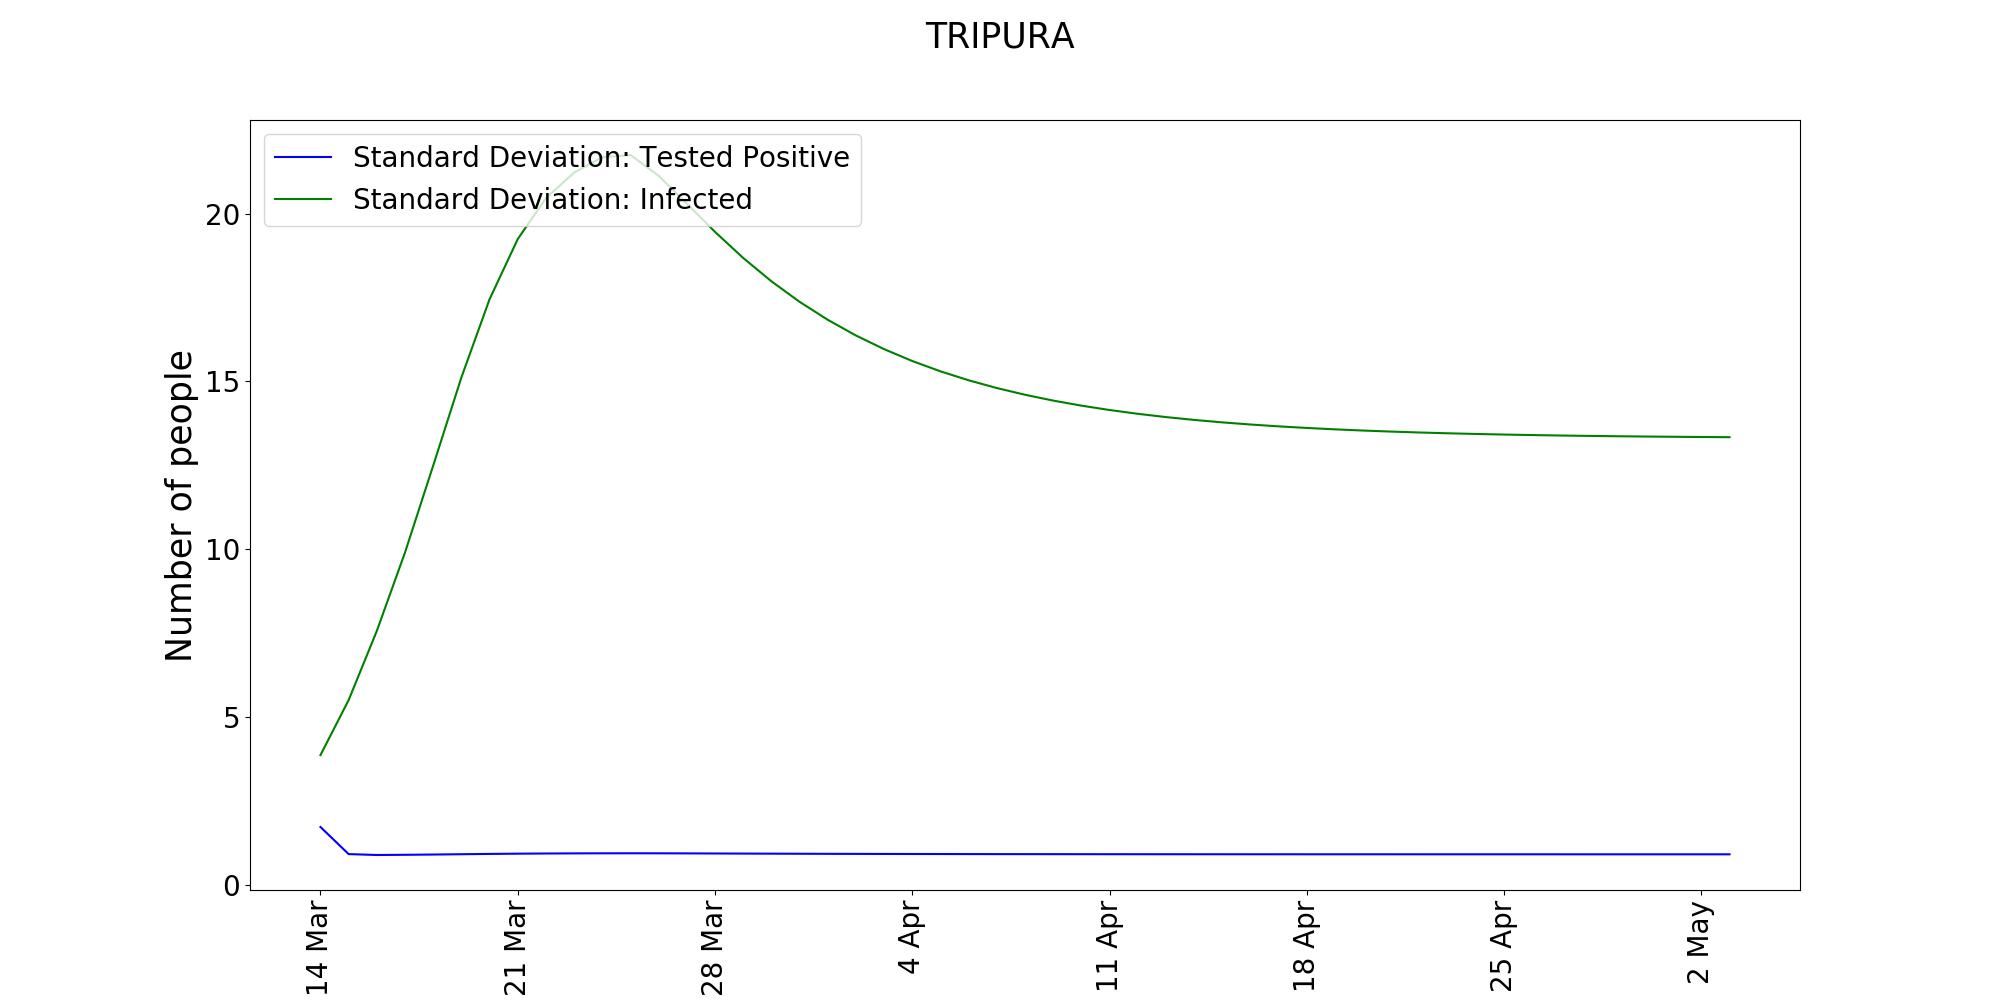 TRIPURA
Standard Deviation: Tested Positive
Standard Deviation: Infected
Number of people
20
15
10
5
0
14 Mar
21 Mar
28 Mar
4 Apr
11 Apr
18 Apr
25 Apr
2 May